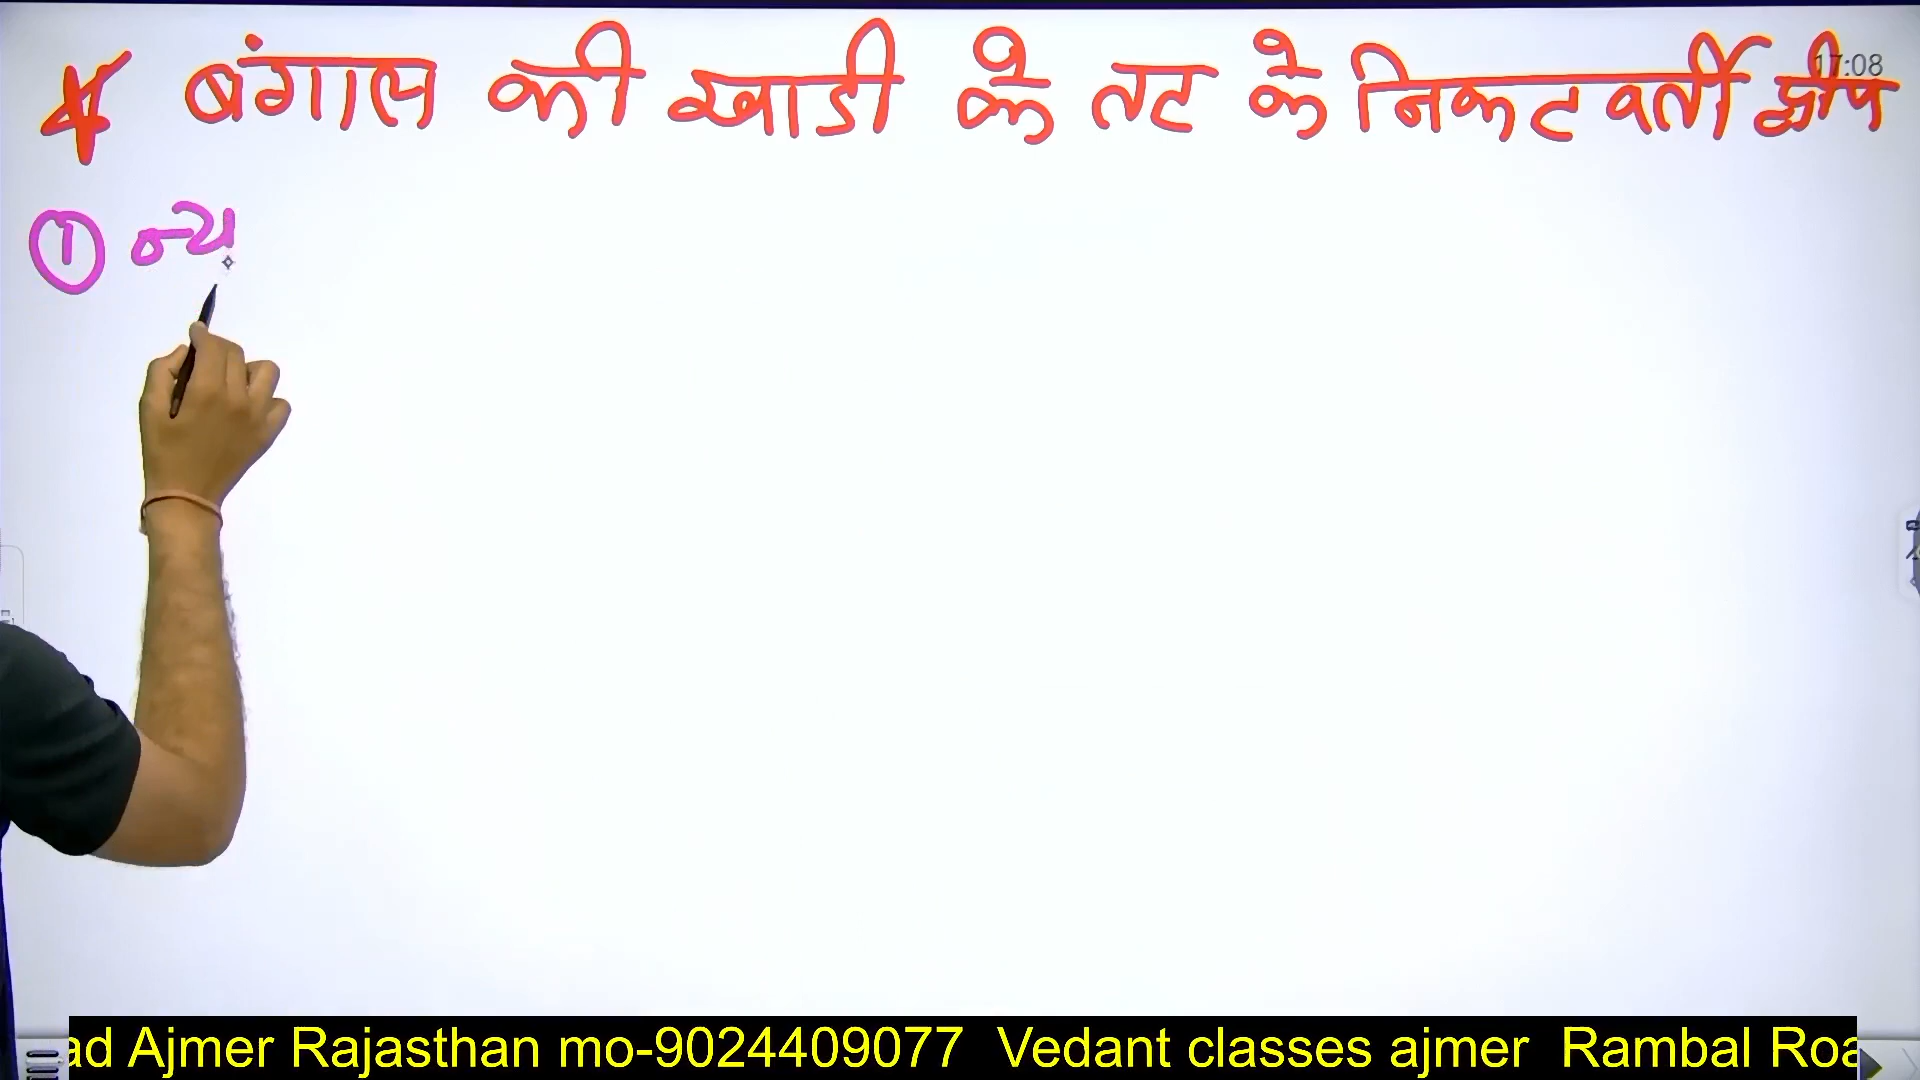 * बंगाल की खाडी के तट के निकटवर्ती द्वीप
17:08
① न्य
ad Ajmer Rajasthan mo-9024409077 Vedant classes ajmer Rambal Roa